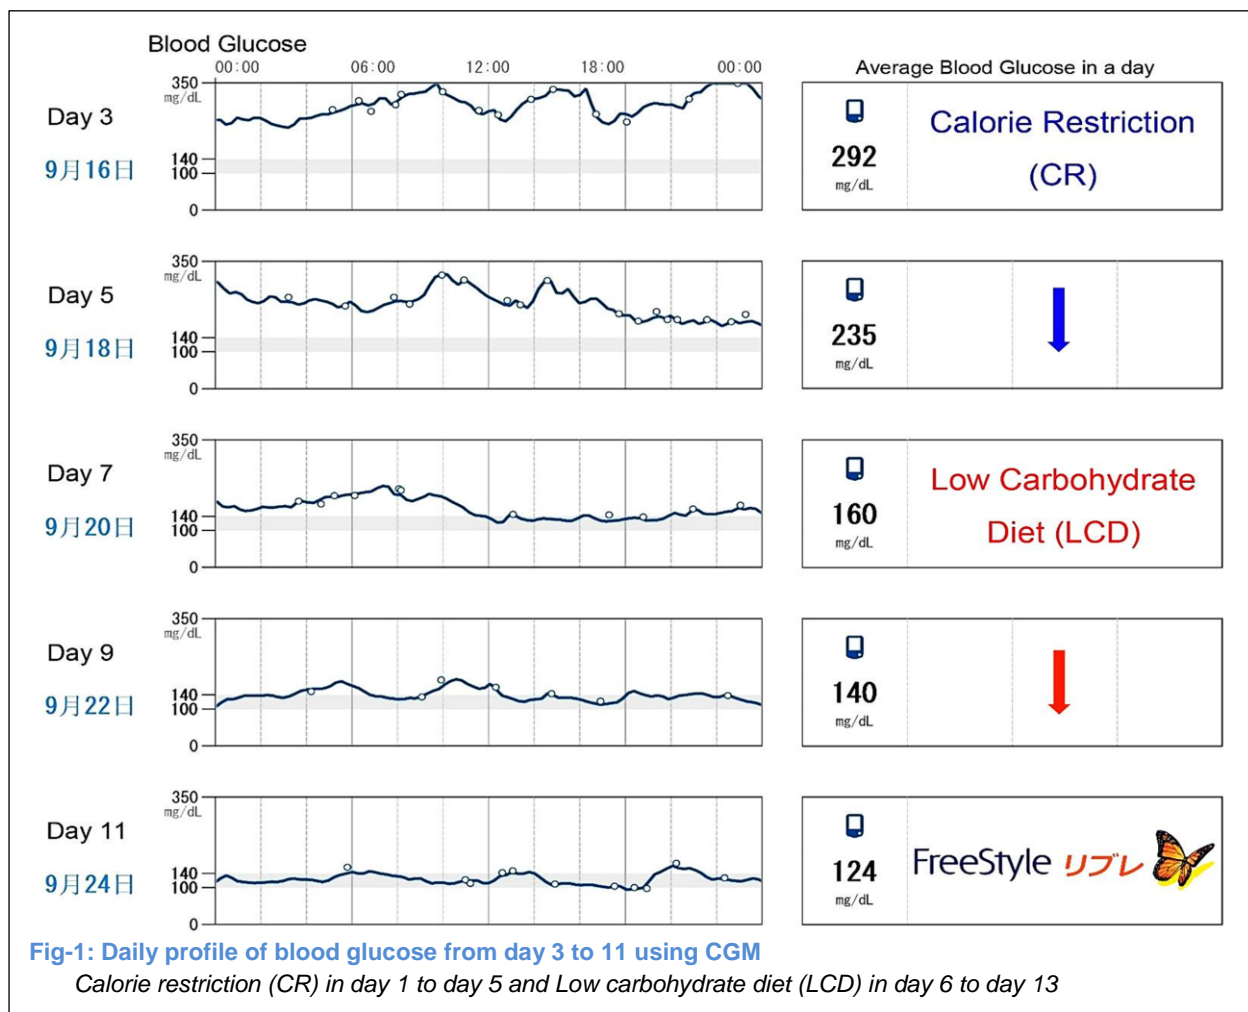 Blood Glucose
00:00 06:00 12:00 18:00 00:00
Average Blood Glucose in a day
Day 3
9月16日
350
mg/dL
140
100
0
292
mg/dL
Calorie Restriction
(CR)
Day 5
9月18日
350
mg/dL
140
100
0
235
mg/dL
Day 7
9月20日
350
mg/dL
140
100
0
160
mg/dL
Low Carbohydrate
Diet (LCD)
Day 9
9月22日
350
mg/dL
140
100
0
140
mg/dL
Day 11
9月24日
350
mg/dL
140
100
0
124
mg/dL
FreeStyle リブレ
Fig-1: Daily profile of blood glucose from day 3 to 11 using CGM
Calorie restriction (CR) in day 1 to day 5 and Low carbohydrate diet (LCD) in day 6 to day 13